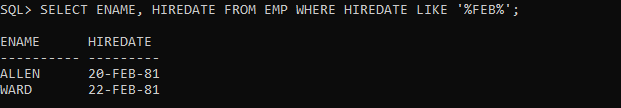 SQL> SELECT ENAME, HIREDATE FROM EMP WHERE HIREDATE LIKE '%FEB%';
ENAME      HIREDATE
---------- ---------
ALLEN      20-FEB-81
WARD       22-FEB-81